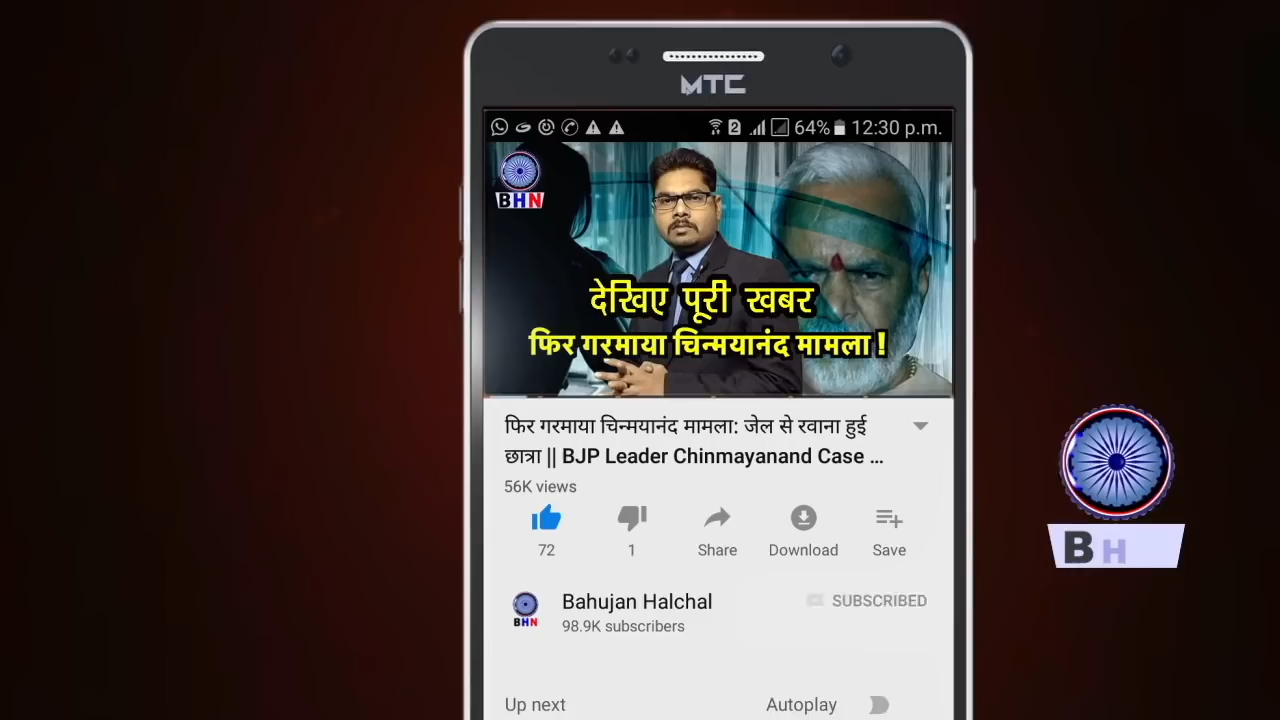 MTC
2 64% 12:30 p.m.
BHN
देखिए पूरी खबर
फिर गरमाया चिन्मयानंद मामला !
फिर गरमाया चिन्मयानंद मामला: जेल से रवाना हुई
छात्रा || BJP Leader Chinmayanand Case ...
56K views
72 1 Share Download Save
Bahujan Halchal SUBSCRIBED
98.9K subscribers
BHN
Up next Autoplay
B H